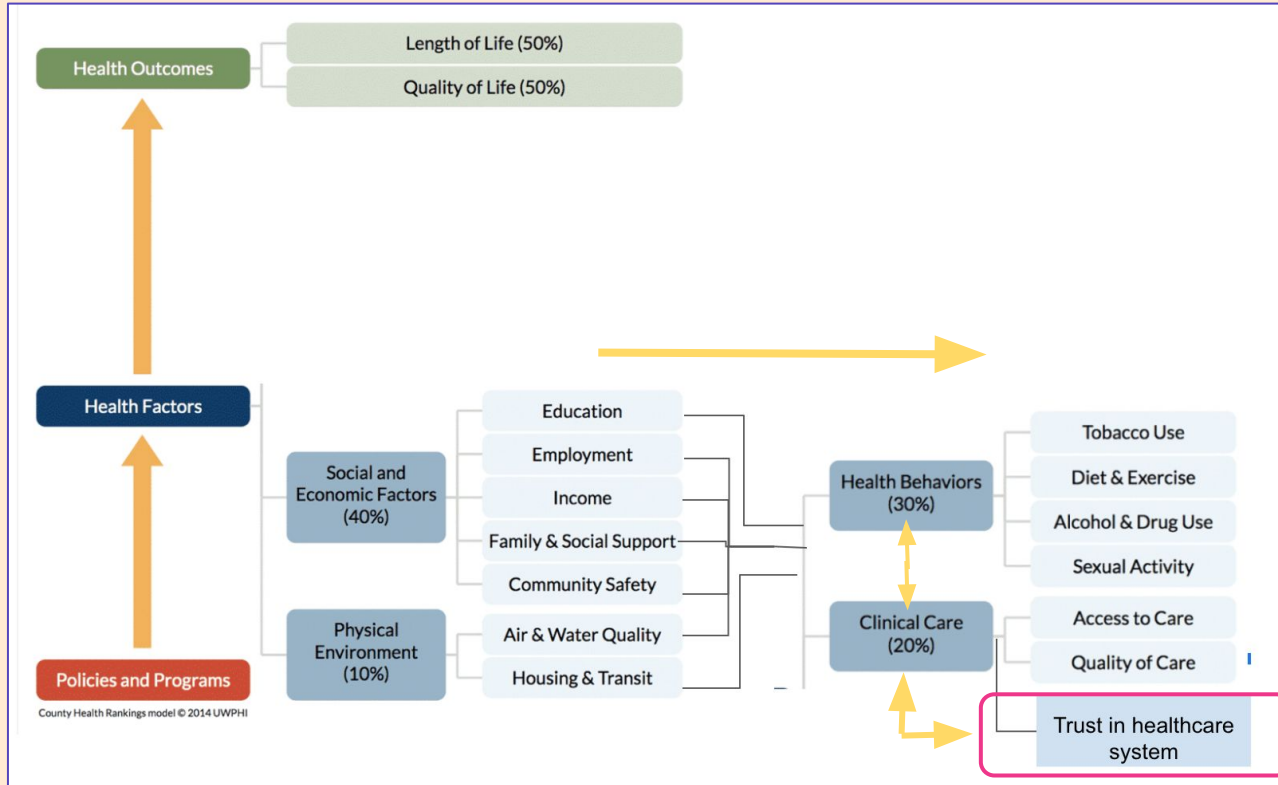 Health Outcomes
Length of Life (50%)
Quality of Life (50%)
Health Factors
Social and
Economic Factors
(40%)
Education
Employment
Income
Family & Social Support
Community Safety
Physical
Environment
(10%)
Air & Water Quality
Housing & Transit
Health Behaviors
(30%)
Tobacco Use
Diet & Exercise
Alcohol & Drug Use
Sexual Activity
Clinical Care
(20%)
Access to Care
Quality of Care
Trust in healthcare
system
Policies and Programs
County Health Rankings model © 2014 UWPHI